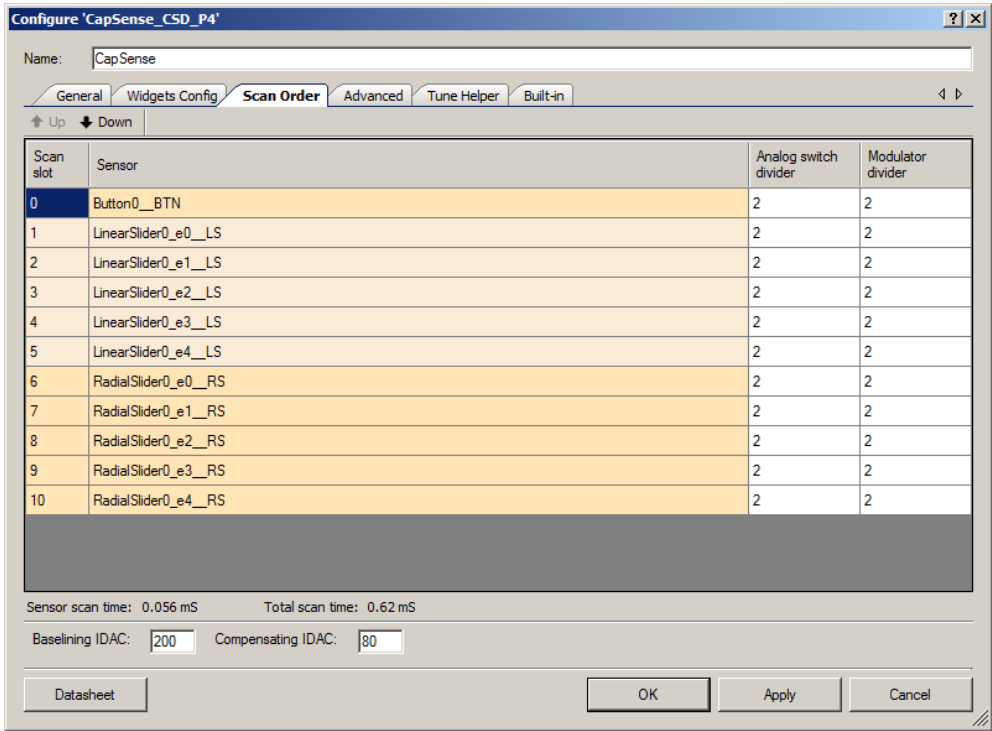 Configure 'CapSense_CSD_P4'
Name: CapSense
General Widgets Config Scan Order Advanced Tune Helper Built-in
Up Down
Scan slot Sensor Analog switch divider Modulator divider
0 Button0__BTN 2 2
1 LinearSlider0_e0__LS 2 2
2 LinearSlider0_e1__LS 2 2
3 LinearSlider0_e2__LS 2 2
4 LinearSlider0_e3__LS 2 2
5 LinearSlider0_e4__LS 2 2
6 RadialSlider0_e0__RS 2 2
7 RadialSlider0_e1__RS 2 2
8 RadialSlider0_e2__RS 2 2
9 RadialSlider0_e3__RS 2 2
10 RadialSlider0_e4__RS 2 2
Sensor scan time: 0.056 mS Total scan time: 0.62 mS
Baselining IDAC: 200 Compensating IDAC: 80
Datasheet OK Apply Cancel